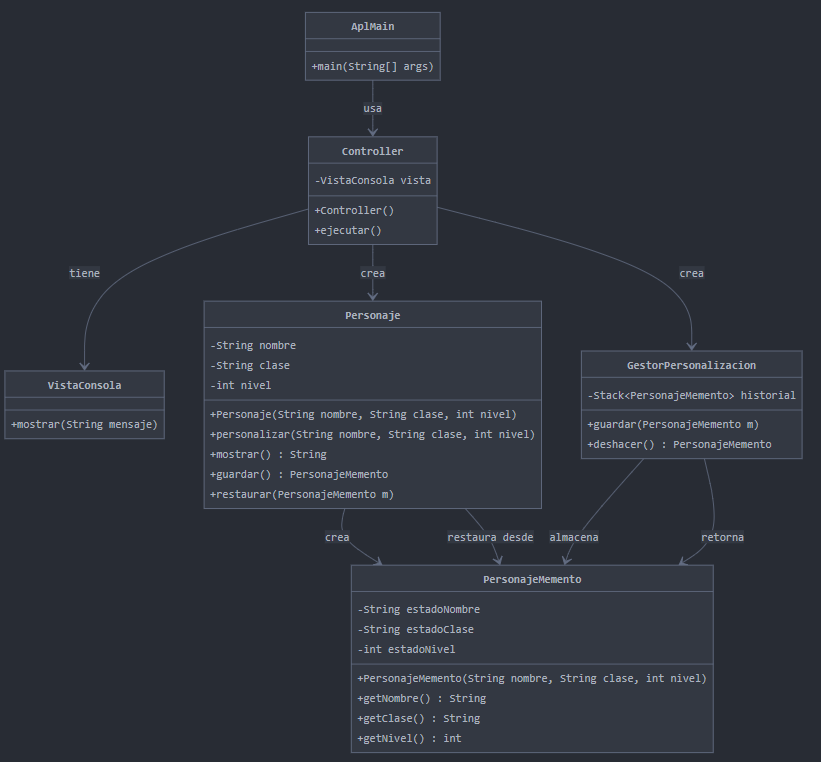 AplMain
+main(String[] args)
usa
Controller
-VistaConsola vista
+Controller()
+ejecutar()
tiene
crea
crea
Personaje
-String nombre
-String clase
-int nivel
+Personaje(String nombre, String clase, int nivel)
+personalizar(String nombre, String clase, int nivel)
+mostrar() : String
+guardar() : PersonajeMemento
+restaurar(PersonajeMemento m)
VistaConsola
+mostrar(String mensaje)
GestorPersonalizacion
-Stack<PersonajeMemento> historial
+guardar(PersonajeMemento m)
+deshacer() : PersonajeMemento
crea
restaura desde
almacena
retorna
PersonajeMemento
-String estadoNombre
-String estadoClase
-int estadoNivel
+PersonajeMemento(String nombre, String clase, int nivel)
+getNombre() : String
+getClase() : String
+getNivel() : int